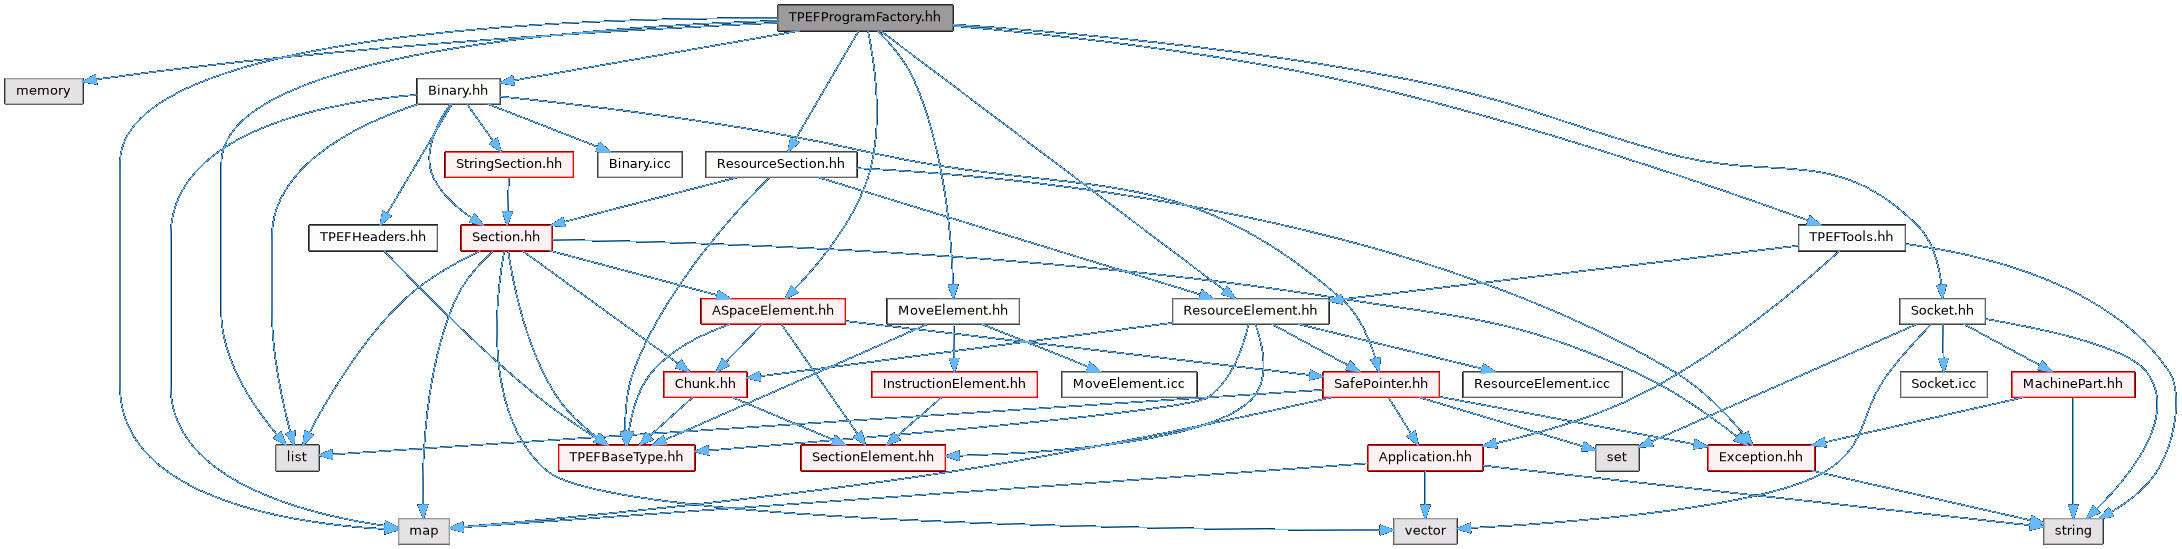 TPEFProgramFactory.hh
memory
Binary.hh
StringSection.hh
Binary.icc
ResourceSection.hh
TPEFHeaders.hh
Section.hh
TPEFTools.hh
ASpaceElement.hh
MoveElement.hh
ResourceElement.hh
Socket.hh
Chunk.hh
InstructionElement.hh
MoveElement.icc
SafePointer.hh
ResourceElement.icc
Socket.icc
MachinePart.hh
list
TPEFBaseType.hh
SectionElement.hh
Application.hh
set
Exception.hh
map
vector
string